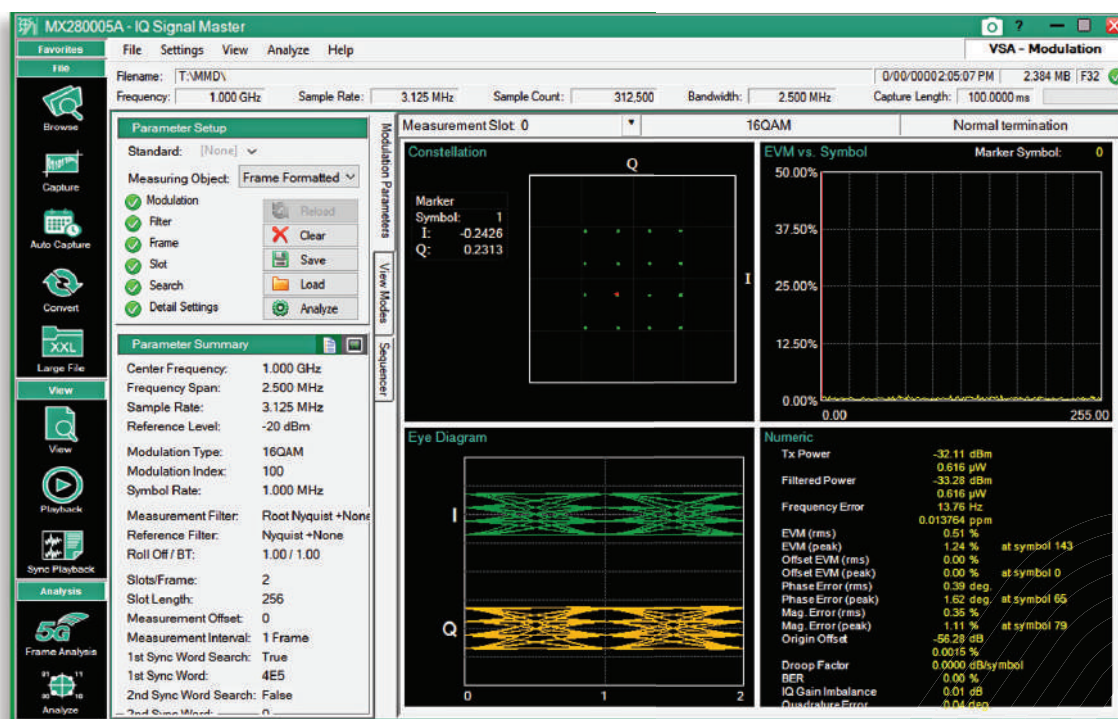 MX280005A - IQ Signal Master
?
Favorites
File Settings View Analyze Help
VSA - Modulation
File
Filename: T:\MMD\
0/00/0000 2:05:07 PM 2.384 MB F32
Frequency: 1.000 GHz Sample Rate: 3.125 MHz Sample Count: 312,500 Bandwidth: 2.500 MHz Capture Length: 100.0000 ms
Browse
Capture
Auto Capture
Convert
XXL
Large File
View
View
Playback
Sync Playback
Analysis
5G
Frame Analysis
Analyze
Parameter Setup
Standard: [None]
Measuring Object: Frame Formatted
Modulation
Filter
Frame
Slot
Search
Detail Settings
Reload
Clear
Save
Load
Analyze
Modulation Parameters
View Modes
Sequencer
Parameter Summary
Center Frequency: 1.000 GHz
Frequency Span: 2.500 MHz
Sample Rate: 3.125 MHz
Reference Level: -20 dBm
Modulation Type: 16QAM
Modulation Index: 100
Symbol Rate: 1.000 MHz
Measurement Filter: Root Nyquist +None
Reference Filter: Nyquist +None
Roll Off / BT: 1.00 / 1.00
Slots/Frame: 2
Slot Length: 256
Measurement Offset: 0
Measurement Interval: 1 Frame
1st Sync Word Search: True
1st Sync Word: 4E5
2nd Sync Word Search: False
2nd Sync Word: 0
Measurement Slot: 0
16QAM
Normal termination
Constellation
Q
Marker
Symbol: 1
I: -0.2426
Q: 0.2313
I
EVM vs. Symbol Marker Symbol: 0
50.00%
37.50%
25.00%
12.50%
0.00%
0.00 255.00
Eye Diagram
I
Q
0 1 2
Numeric
Tx Power -32.11 dBm
0.616 µW
Filtered Power -33.28 dBm
0.616 µW
Frequency Error 13.76 Hz
0.013764 ppm
EVM (rms) 0.51 %
EVM (peak) 1.24 % at symbol 143
Offset EVM (rms) 0.00 %
Offset EVM (peak) 0.00 % at symbol 0
Phase Error (rms) 0.39 deg.
Phase Error (peak) 1.62 deg. at symbol 65
Mag. Error (rms) 0.35 %
Mag. Error (peak) 1.11 % at symbol 79
Origin Offset -56.28 dB
0.0015 %
Droop Factor 0.0000 dB/symbol
BER 0.00 %
IQ Gain Imbalance 0.01 dB
Quadrature Error 0.04 deg.